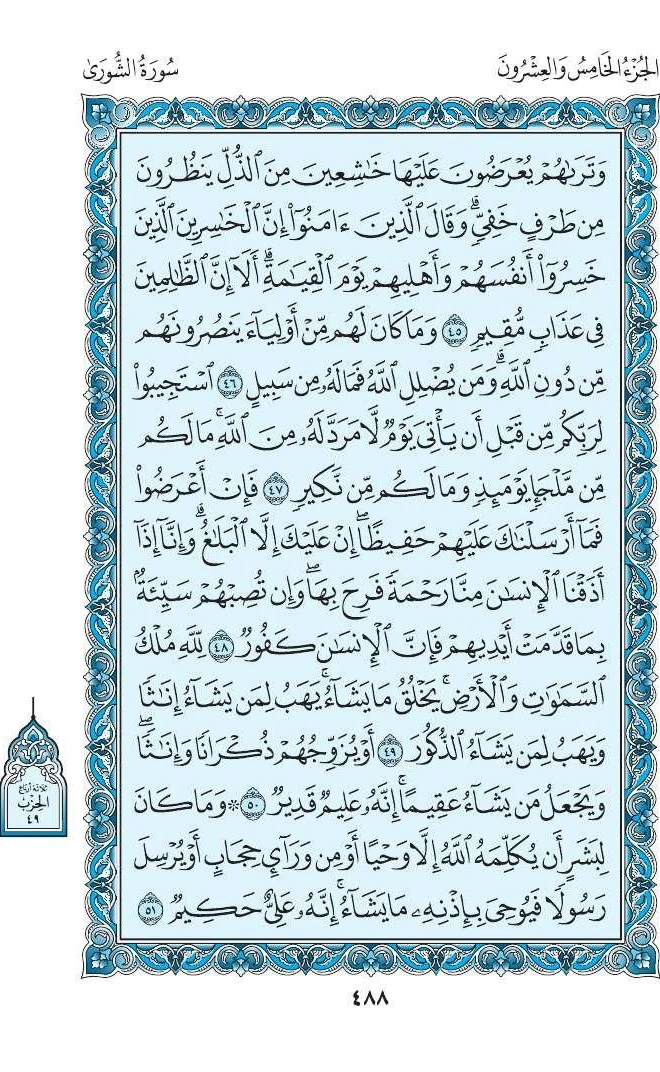 الجُزْءُ الخَامِسُ وَالعِشْرُونَ
سُورَةُ الشُّورَىٰ
وَتَرَىٰهُمْ يُعْرَضُونَ عَلَيْهَا خَٰشِعِينَ مِنَ ٱلذُّلِّ يَنظُرُونَ
مِن طَرْفٍ خَفِيٍّۗ وَقَالَ ٱلَّذِينَ ءَامَنُوٓا۟ إِنَّ ٱلْخَٰسِرِينَ ٱلَّذِينَ
خَسِرُوٓا۟ أَنفُسَهُمْ وَأَهْلِيهِمْ يَوْمَ ٱلْقِيَٰمَةِۗ أَلَآ إِنَّ ٱلظَّٰلِمِينَ
فِى عَذَابٍ مُّقِيمٍ ٤٥ وَمَا كَانَ لَهُم مِّنْ أَوْلِيَآءَ يَنصُرُونَهُم
مِّن دُونِ ٱللَّهِۗ وَمَن يُضْلِلِ ٱللَّهُ فَمَا لَهُۥ مِن سَبِيلٍ ٤٦ ٱسْتَجِيبُوا۟
لِرَبِّكُم مِّن قَبْلِ أَن يَأْتِىَ يَوْمٌ لَّا مَرَدَّ لَهُۥ مِنَ ٱللَّهِۚ مَا لَكُم
مِّن مَّلْجَإٍ يَوْمَئِذٍ وَمَا لَكُم مِّن نَّكِيرٍ ٤٧ فَإِنْ أَعْرَضُوا۟
فَمَآ أَرْسَلْنَٰكَ عَلَيْهِمْ حَفِيظًاۖ إِنْ عَلَيْكَ إِلَّا ٱلْبَلَٰغُۗ وَإِنَّآ إِذَآ
أَذَقْنَا ٱلْإِنسَٰنَ مِنَّا رَحْمَةً فَرِحَ بِهَاۖ وَإِن تُصِبْهُمْ سَيِّئَةٌۢ
بِمَا قَدَّمَتْ أَيْدِيهِمْ فَإِنَّ ٱلْإِنسَٰنَ كَفُورٌ ٤٨ لِّلَّهِ مُلْكُ
ٱلسَّمَٰوَٰتِ وَٱلْأَرْضِۚ يَخْلُقُ مَا يَشَآءُۚ يَهَبُ لِمَن يَشَآءُ إِنَٰثًا
وَيَهَبُ لِمَن يَشَآءُ ٱلذُّكُورَ ٤٩ أَوْ يُزَوِّجُهُمْ ذُكْرَانًا وَإِنَٰثًاۖ
وَيَجْعَلُ مَن يَشَآءُ عَقِيمًاۚ إِنَّهُۥ عَلِيمٌ قَدِيرٌ ٥٠ * وَمَا كَانَ
لِبَشَرٍ أَن يُكَلِّمَهُ ٱللَّهُ إِلَّا وَحْيًا أَوْ مِن وَرَآئِ حِجَابٍ أَوْ يُرْسِلَ
رَسُولًا فَيُوحِىَ بِإِذْنِهِۦ مَا يَشَآءُۚ إِنَّهُۥ عَلِىٌّ حَكِيمٌ ٥١
ثلاثة أرباع
الحزب
٤٩
٤٨٨